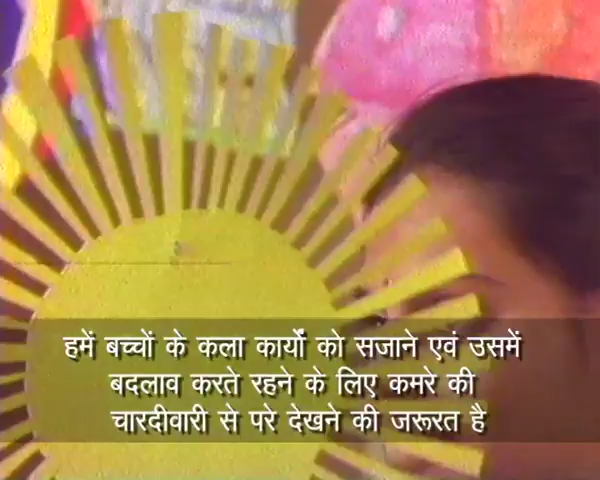 हमें बच्चों के कला कार्यों को सजाने एवं उसमें
बदलाव करते रहने के लिए कमरे की
चारदीवारी से परे देखने की जरूरत है